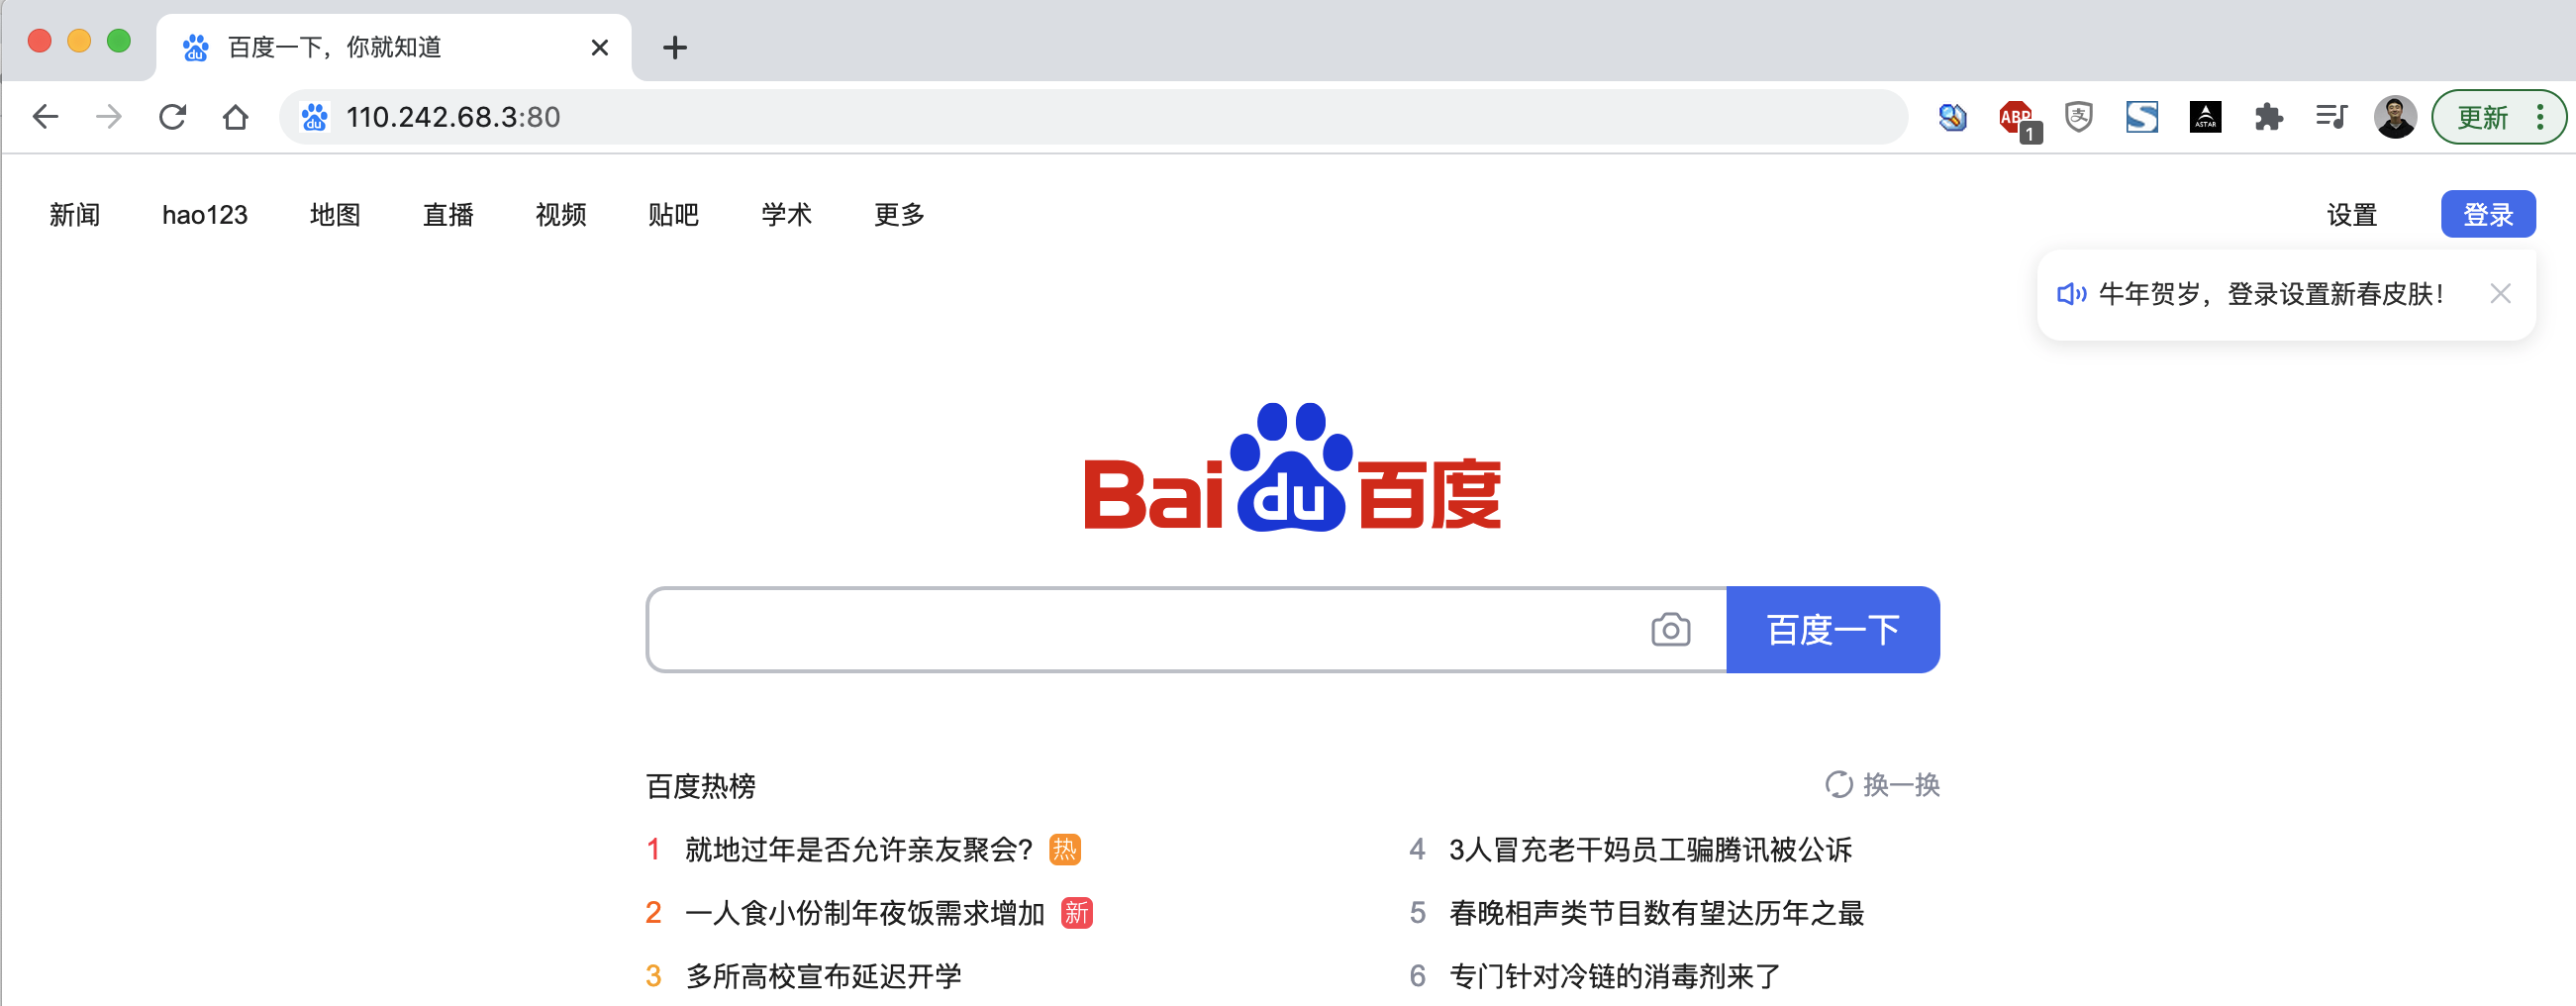 百度一下，你就知道
110.242.68.3:80
ABP
1
支
S
ASTAR
更新
新闻 hao123 地图 直播 视频 贴吧 学术 更多 设置 登录
牛年贺岁，登录设置新春皮肤！
Bai du 百度
百度一下
百度热榜
换一换
1 就地过年是否允许亲友聚会？ 热
2 一人食小份制年夜饭需求增加 新
3 多所高校宣布延迟开学
4 3人冒充老干妈员工骗腾讯被公诉
5 春晚相声类节目数有望达历年之最
6 专门针对冷链的消毒剂来了